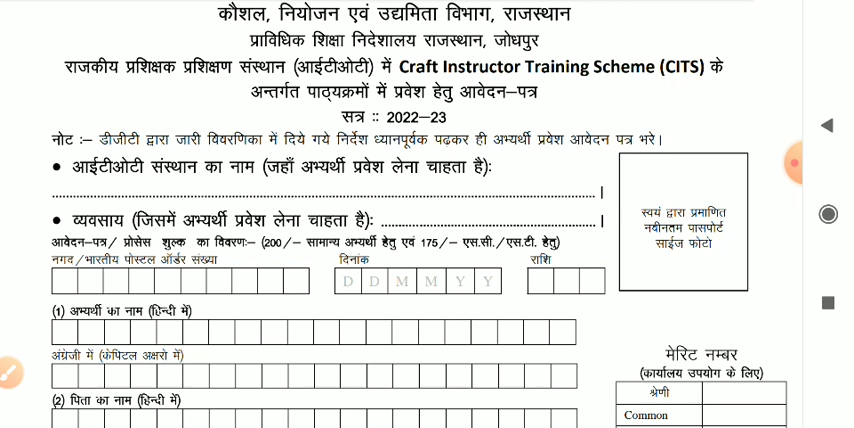 कौशल, नियोजन एवं उद्यमिता विभाग, राजस्थान
प्राविधिक शिक्षा निदेशालय राजस्थान, जोधपुर
राजकीय प्रशिक्षक प्रशिक्षण संस्थान (आईटीओटी) में Craft Instructor Training Scheme (CITS) के
अन्तर्गत पाठ्यक्रमों में प्रवेश हेतु आवेदन–पत्र
सत्र :: 2022–23
नोट :– डीजीटी द्वारा जारी विवरणिका में दिये गये निर्देश ध्यानपूर्वक पढकर ही अभ्यर्थी प्रवेश आवेदन पत्र भरे।
• आईटीओटी संस्थान का नाम (जहाँ अभ्यर्थी प्रवेश लेना चाहता है):
।
• व्यवसाय (जिसमें अभ्यर्थी प्रवेश लेना चाहता है): ।
स्वयं द्वारा प्रमाणित
नवीनतम पासपोर्ट
साईज फोटो
आवेदन–पत्र/ प्रोसेस शुल्क का विवरण:– (200/– सामान्य अभ्यर्थी हेतु एवं 175/– एस.सी./एस.टी. हेतु)
नगद/भारतीय पोस्टल ऑर्डर संख्या दिनांक राशि
D D M M Y Y
(1) अभ्यर्थी का नाम (हिन्दी में)
अंग्रेजी में (केपिटल अक्षरो में)
(2) पिता का नाम (हिन्दी में)
मेरिट नम्बर
(कार्यालय उपयोग के लिए)
श्रेणी
Common